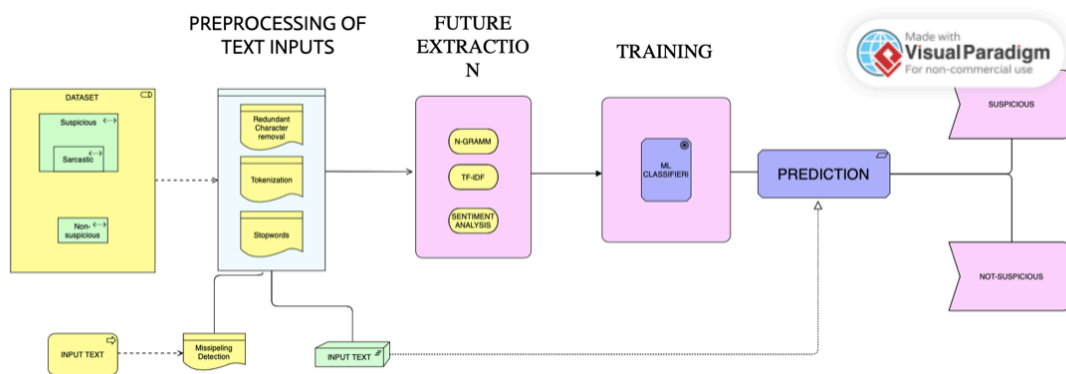 PREPROCESSING OF
TEXT INPUTS
FUTURE
EXTRACTIO
N
TRAINING
Made with
Visual Paradigm
For non-commercial use
DATASET
Suspicious
Sarcastic
Non-
suspicious
Redundant
Character
removal
Tokenization
Stopwords
N-GRAMM
TF-IDF
SENTIMENT
ANALYSIS
ML
CLASSIFIERI
PREDICTION
SUSPICIOUS
NOT-SUSPICIOUS
INPUT TEXT
Missipeling
Detection
INPUT TEXT